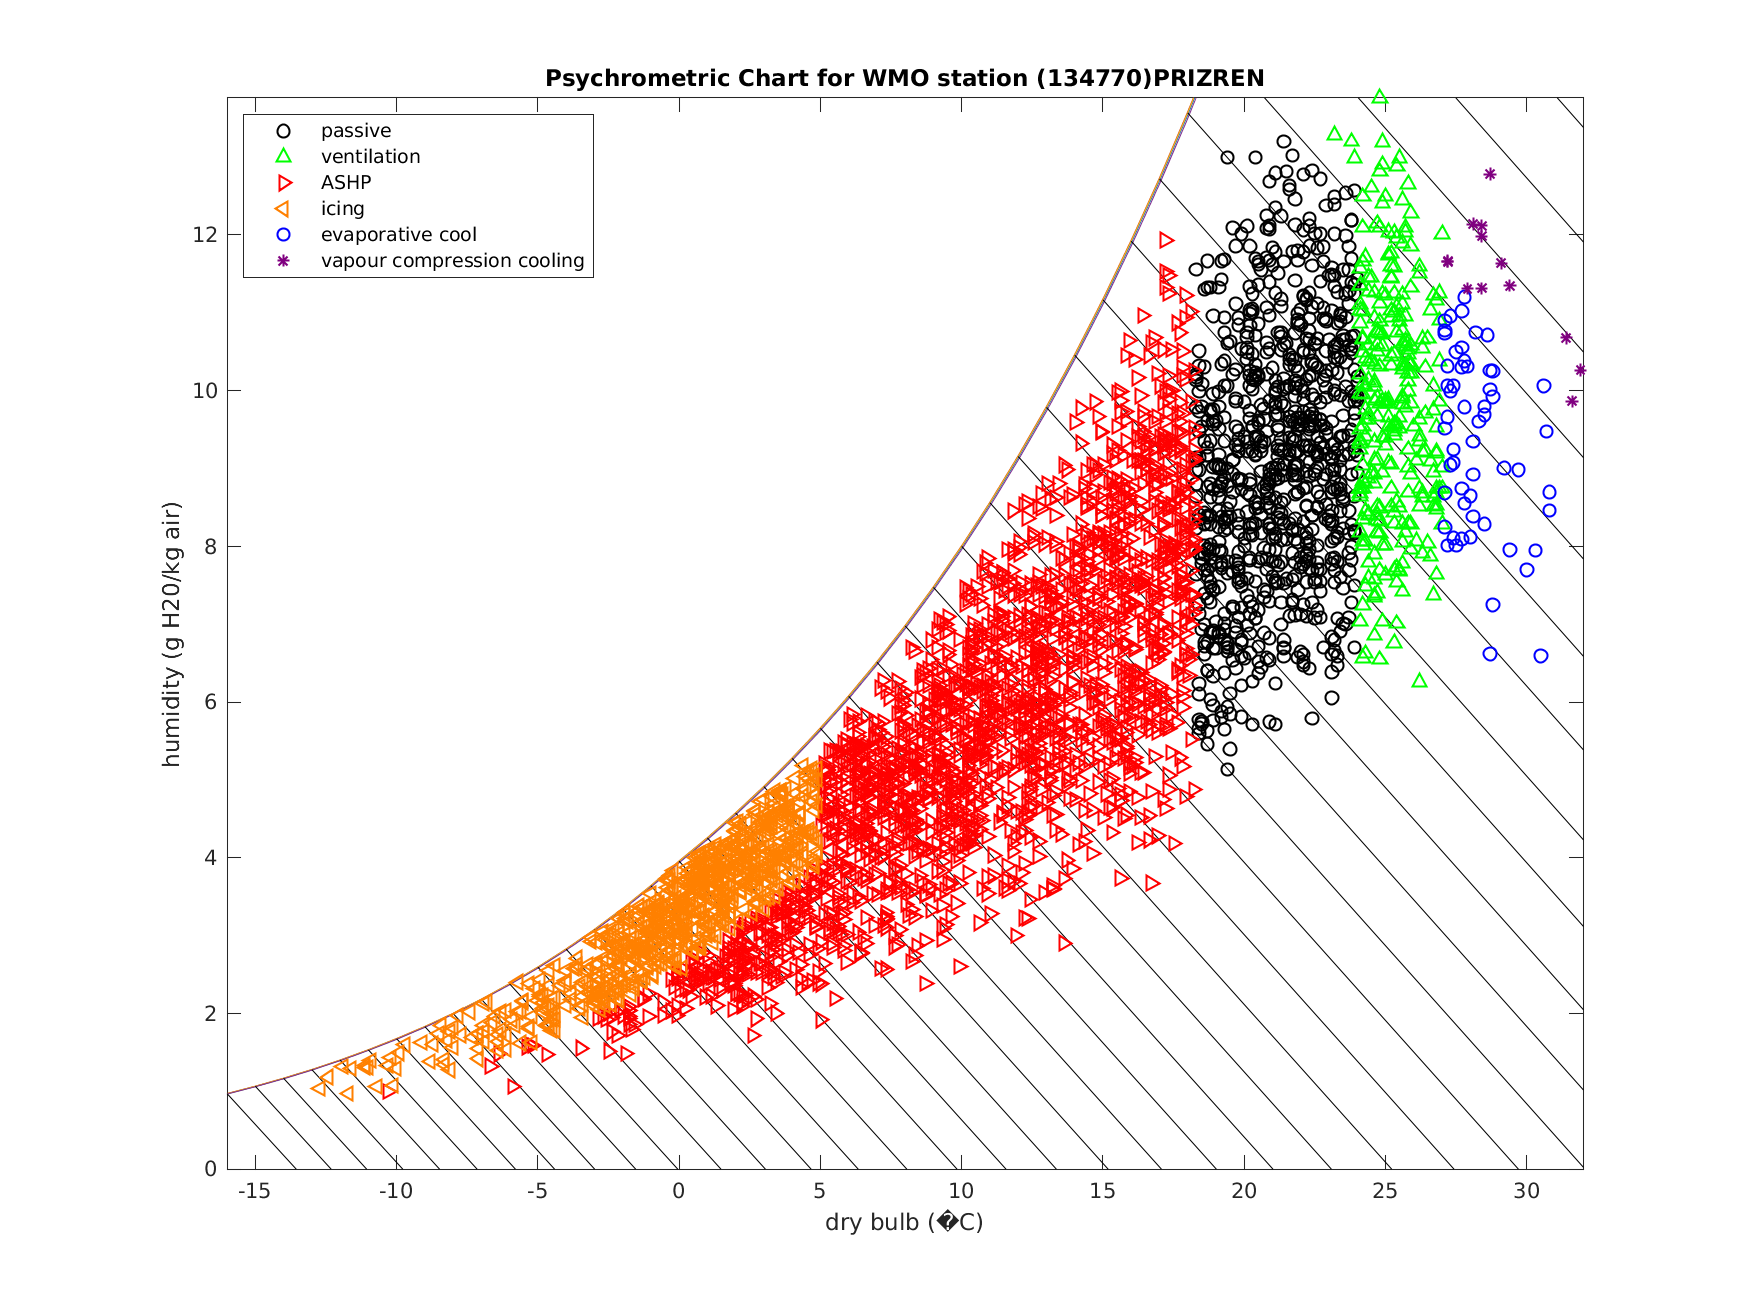 Psychrometric Chart for WMO station (134770)PRIZREN
passive
ventilation
ASHP
icing
evaporative cool
vapour compression cooling
humidity (g H20/kg air)
12
10
8
6
4
2
0
-15 -10 -5 0 5 10 15 20 25 30
dry bulb (�C)